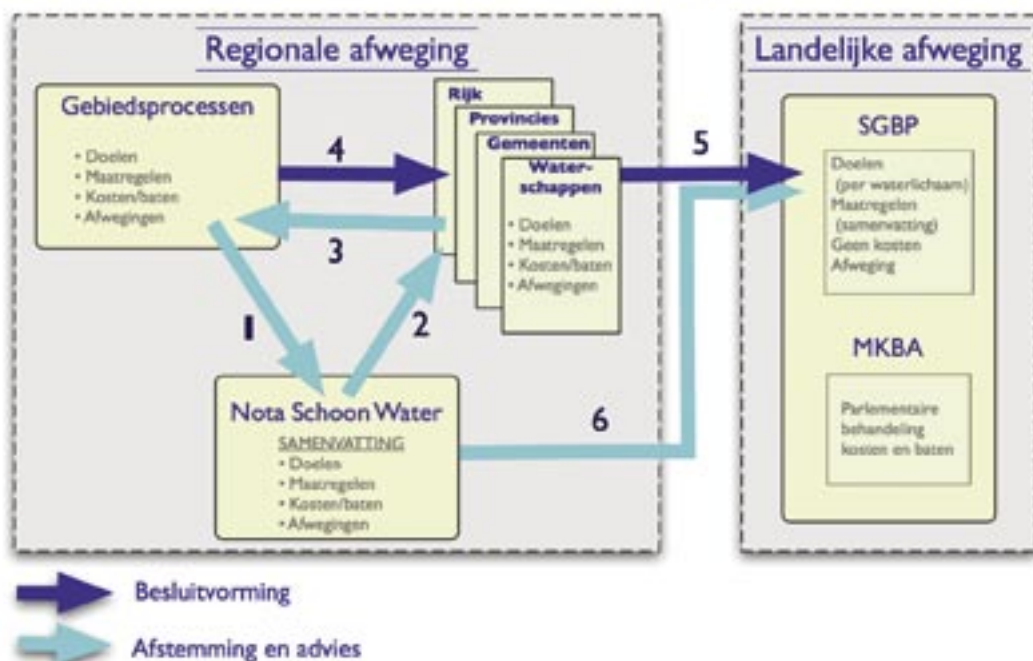 Regionale afweging
Gebiedsprocessen
• Doelen
• Maatregelen
• Kosten/baten
• Afwegingen
4
3
1
2
Rijk
Provincies
Gemeenten
Water-
schappen
• Doelen
• Maatregelen
• Kosten/baten
• Afwegingen
Nota Schoon Water
SAMENVATTING
• Doelen
• Maatregelen
• Kosten/baten
• Afwegingen
5
6
Landelijke afweging
SGBP
Doelen
(per waterlichaam)
Maatregelen
(samenvatting)
Geen kosten
Afweging
MKBA
Parlementaire
behandeling
kosten en baten
Besluitvorming
Afstemming en advies